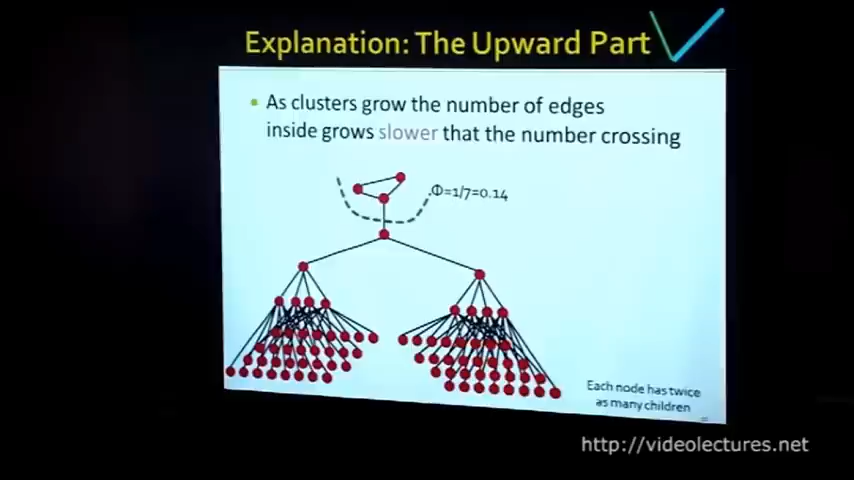 Explanation: The Upward Part
As clusters grow the number of edges
inside grows slower that the number crossing
Φ=1/7=0.14
Each node has twice
as many children
http://videolectures.net